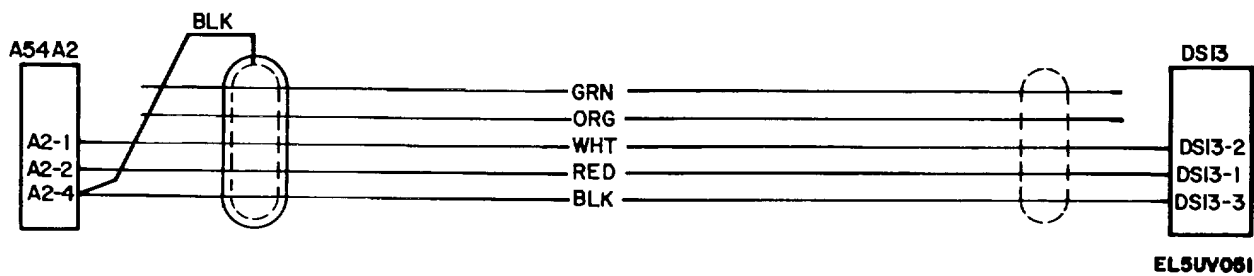 BLK
A54A2
DS13
GRN
ORG
A2-1
WHT
DS13-2
A2-2
RED
DS13-1
A2-4
BLK
DS13-3
EL5UV061